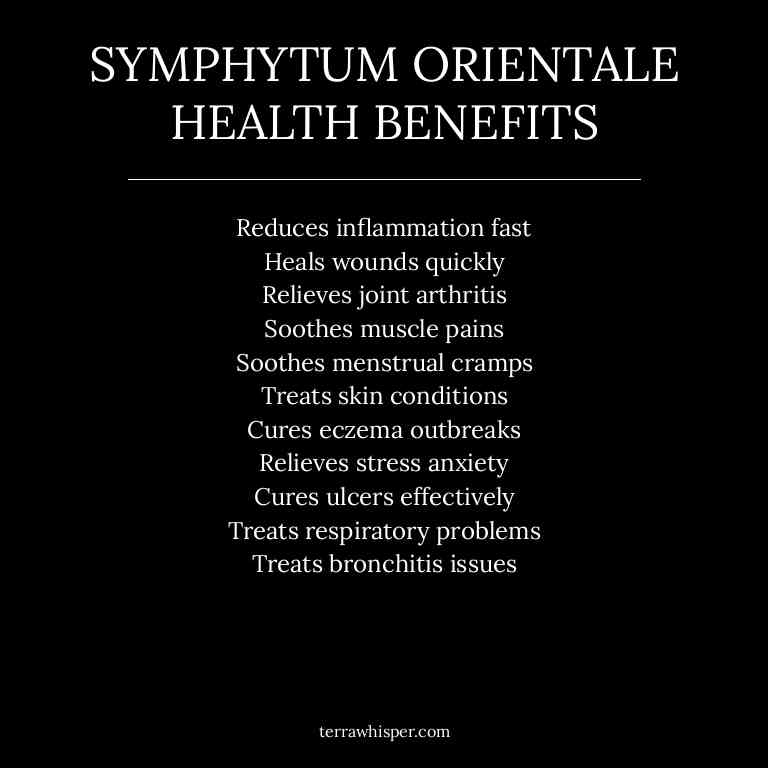 SYMPHYTUM ORIENTALE
HEALTH BENEFITS
Reduces inflammation fast
Heals wounds quickly
Relieves joint arthritis
Soothes muscle pains
Soothes menstrual cramps
Treats skin conditions
Cures eczema outbreaks
Relieves stress anxiety
Cures ulcers effectively
Treats respiratory problems
Treats bronchitis issues
terrawhisper.com